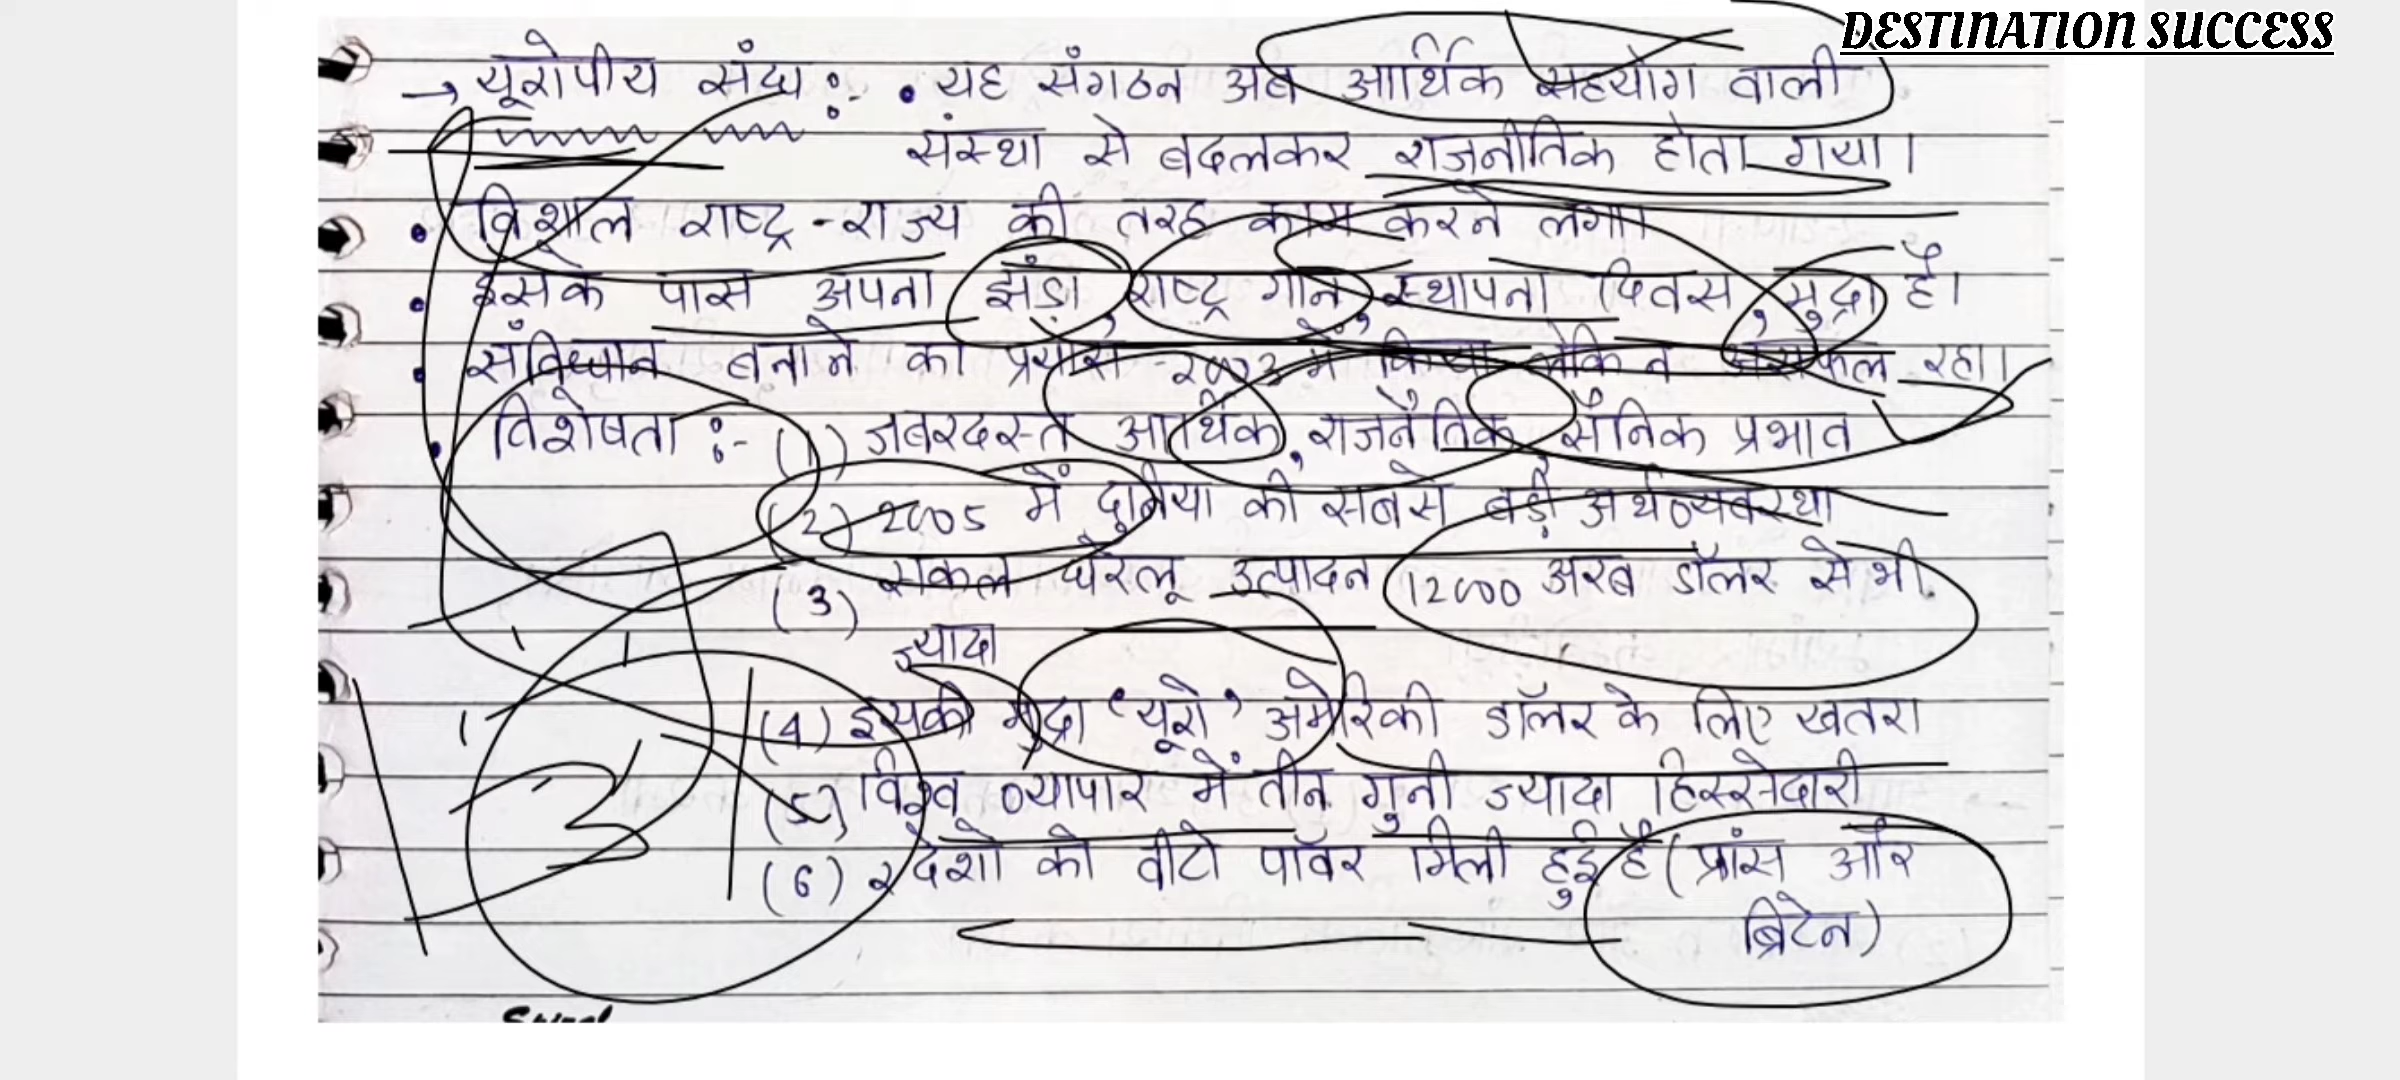 DESTINATION SUCCESS
→ यूरोपीय संघ :- • यह संगठन अब आर्थिक सहयोग वाली
संस्था से बदलकर राजनीतिक होता गया।
• विशाल राष्ट्र - राज्य की तरह काम करने लगा।
• इसके पास अपना झंडा, राष्ट्र गान, स्थापना दिवस, मुद्रा है।
• संविधान बनाने का प्रयास - 2003 में किया लेकिन असफल रहा।
• विशेषता :- (1) जबरदस्त आर्थिक, राजनैतिक सैनिक प्रभाव
(2) 2005 में दुनिया की सबसे बड़ी अर्थव्यवस्था
(3) सकल घरेलू उत्पादन 12000 अरब डॉलर से भी
ज्यादा
(4) इसकी मुद्रा 'यूरो' अमेरिकी डॉलर के लिए खतरा
(5) विश्व व्यापार में तीन गुनी ज्यादा हिस्सेदारी
(6) 2 देशो को वीटो पॉवर मिली हुई है (फ्रांस और
ब्रिटेन)